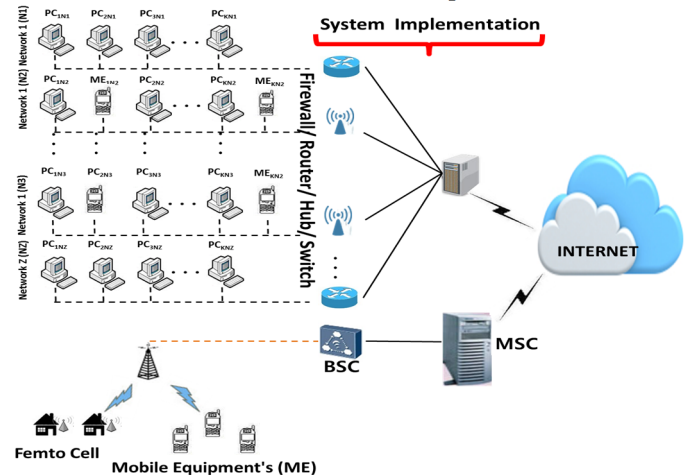 System Implementation
Network 1 (N1)
PC1N1 PC2N1 PC3N1 PCKN1
Network 1 (N2)
PC1N2 ME1N2 PC2N2 PCKN2 MEKN2
Network 1 (N3)
PC1N3 PC2N3 PC3N3 PCKN3 MEKN2
Network Z (NZ)
PC1NZ PC2NZ PC3NZ PCKNZ
Firewall/ Router/ Hub/ Switch
INTERNET
MSC
BSC
Femto Cell
Mobile Equipment's (ME)